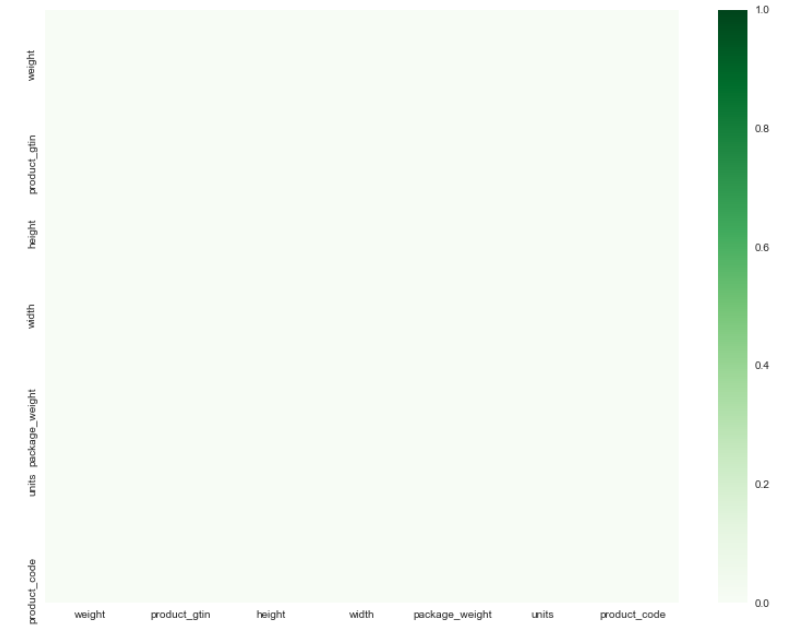 1.0
weight
0.8
product_gtin
height
0.6
width
0.4
package_weight
units
0.2
product_code
0.0
weight product_gtin height width package_weight units product_code